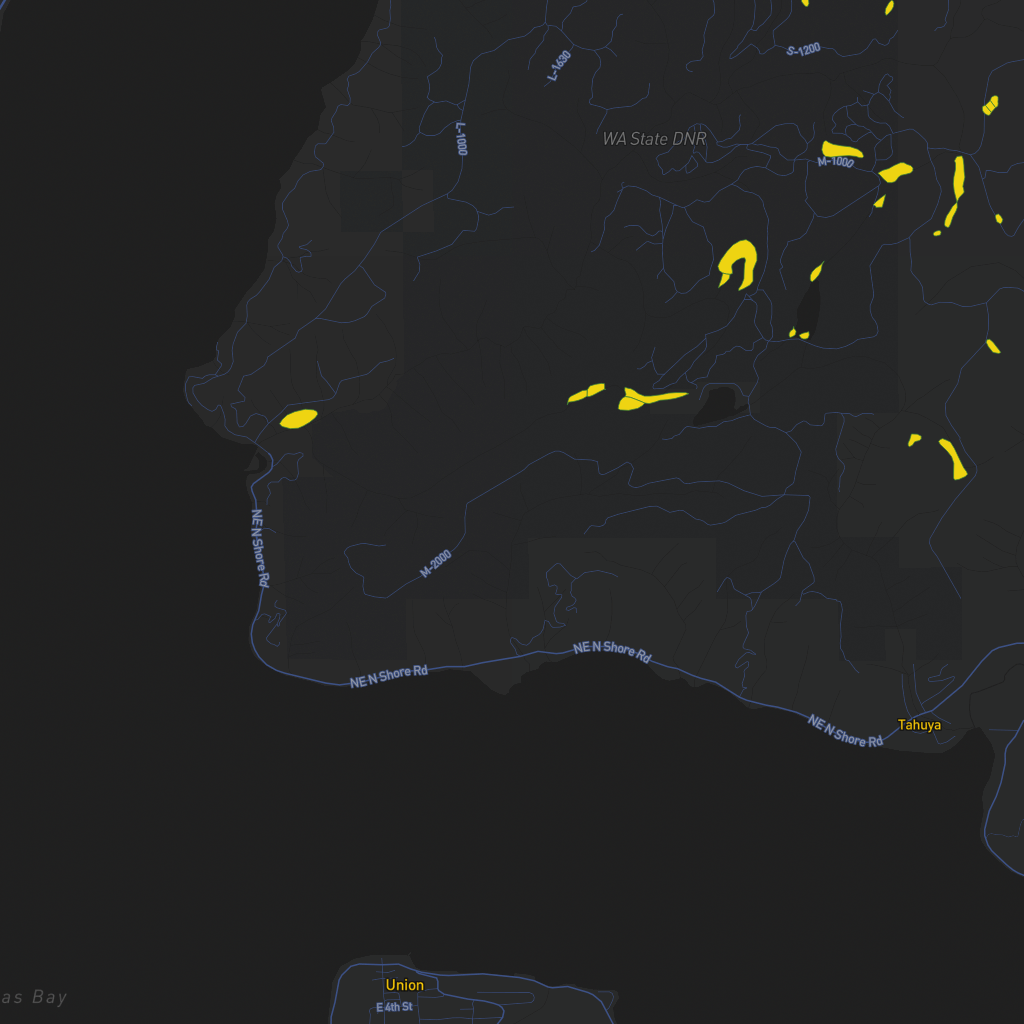 S-1200
L-1630
L-1000
WA State DNR
M-1000
NE N Shore Rd
M-2000
NE N Shore Rd
NE N Shore Rd
NE N Shore Rd
Tahuya
as Bay
Union
E 4th St